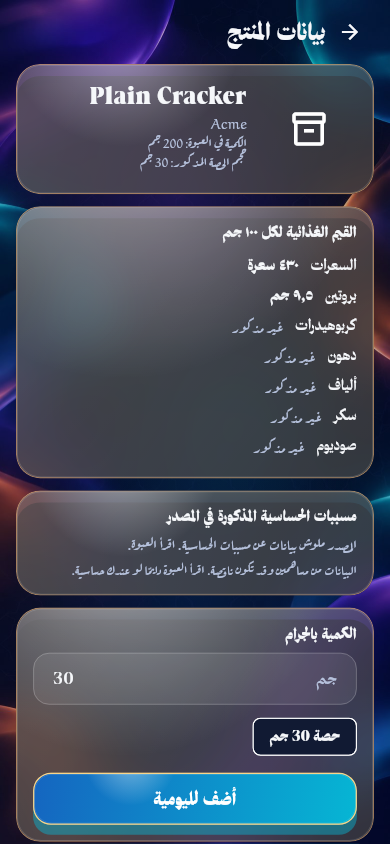 بيانات المنتج
Plain Cracker
Acme
الكمية في العبوة: 200 جم
حجم الحصة المذكور: 30 جم
القيم الغذائية لكل ١٠٠ جم
السعرات ٤٣٠ سعرة
بروتين ٩٫٥ جم
كربوهيدرات غير مذكور
دهون غير مذكور
ألياف غير مذكور
سكر غير مذكور
صوديوم غير مذكور
مسببات الحساسية المذكورة في المصدر
المصدر ملوش بيانات عن مسببات الحساسية. اقرأ العبوة.
البيانات من مساهمين وقد تكون ناقصة. اقرأ العبوة دايمًا لو عندك حساسية.
الكمية بالجرام
30 جم
حصة 30 جم
أضف لليومية